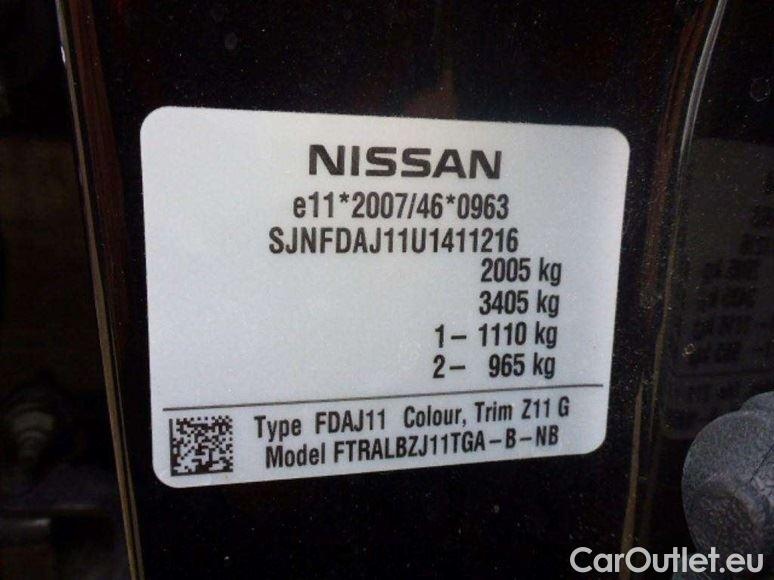 NISSAN
e11*2007/46*0963
SJNFDAJ11U1411216
2005 kg
3405 kg
1– 1110 kg
2– 965 kg
Type FDAJ11 Colour, Trim Z11 G
Model FTRALBZJ11TGA–B–NB
CarOutlet.eu